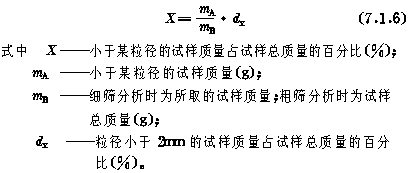 X = m_A / m_B · d_x (7.1.6)
式中 X ——小于某粒径的试样质量占试样总质量的百分比(%);
m_A ——小于某粒径的试样质量(g);
m_B ——细筛分析时为所取的试样质量;粗筛分析时为试样
总质量(g);
d_x ——粒径小于 2mm 的试样质量占试样总质量的百分
比(%)。